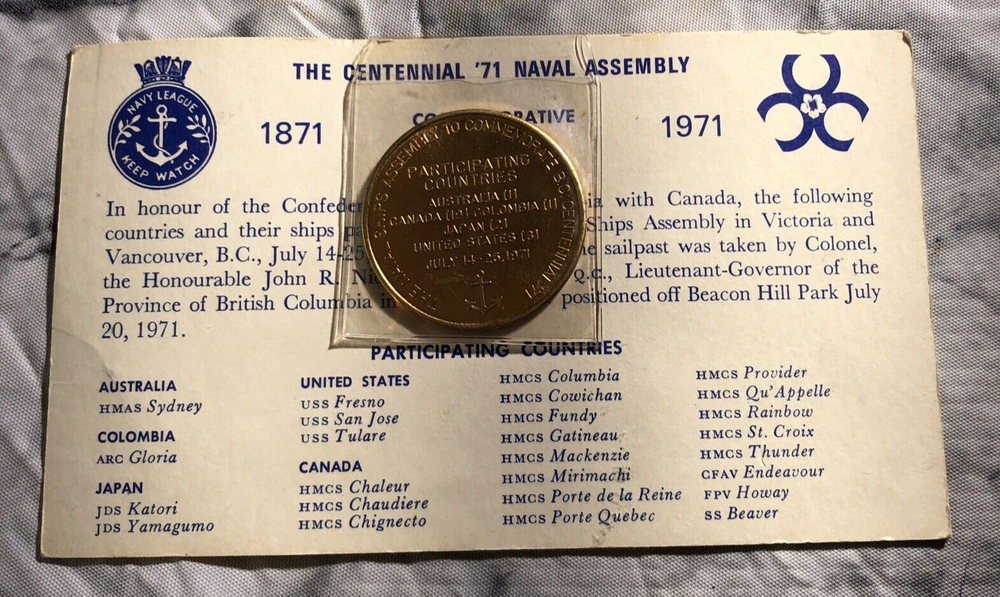 THE CENTENNIAL '71 NAVAL ASSEMBLY
NAVY LEAGUE
KEEP WATCH
1871
1971
ASSEMBLY TO COMMEMORATE B.C. CENTENNIAL 1971
PARTICIPATING
COUNTRIES
AUSTRALIA (1)
CANADA (19) COLOMBIA (1)
JAPAN (2)
UNITED STATES (3)
JULY 14-26, 1971
In honour of the with Canada, the following
countries and their ships Ships Assembly in Victoria and
Vancouver, B.C., July sailpast was taken by Colonel,
the Honourable John R. Q.C., Lieutenant-Governor of the
Province of British Columbia positioned off Beacon Hill Park July
20, 1971.
PARTICIPATING COUNTRIES
AUSTRALIA
HMAS Sydney
COLOMBIA
ARC Gloria
JAPAN
JDS Katori
JDS Yamagumo
UNITED STATES
USS Fresno
USS San Jose
USS Tulare
CANADA
HMCS Chaleur
HMCS Chaudiere
HMCS Chignecto
HMCS Columbia
HMCS Cowichan
HMCS Fundy
HMCS Gatineau
HMCS Mackenzie
HMCS Mirimachi
HMCS Porte de la Reine
HMCS Porte Quebec
HMCS Provider
HMCS Qu'Appelle
HMCS Rainbow
HMCS St. Croix
HMCS Thunder
CFAV Endeavour
FPV Howay
SS Beaver